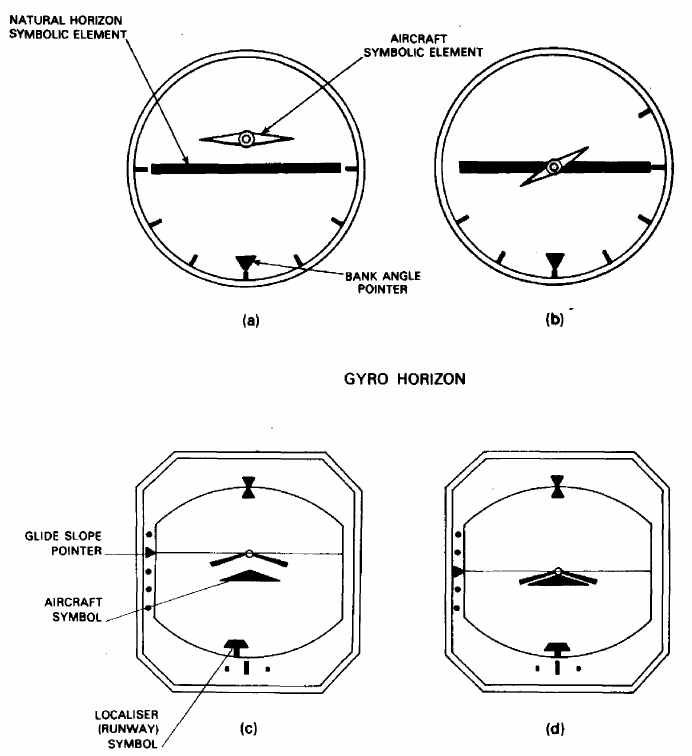 NATURAL HORIZON
SYMBOLIC ELEMENT
AIRCRAFT
SYMBOLIC ELEMENT
BANK ANGLE
POINTER
(a)
(b)
GYRO HORIZON
GLIDE SLOPE
POINTER
AIRCRAFT
SYMBOL
LOCALISER
(RUNWAY)
SYMBOL
(c)
(d)